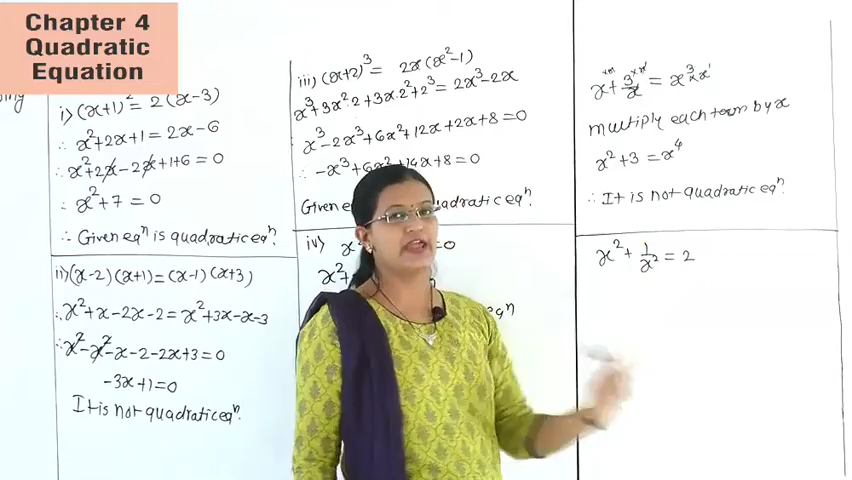 Chapter 4
Quadratic
Equation
i) (x+1)² = 2(x-3)
∴ x²+2x+1 = 2x-6
∴ x²+2x-2x+1+6 = 0
∴ x²+7 = 0
∴ Given eqⁿ is quadratic eqⁿ.
ii) (x-2)(x+1)=(x-1)(x+3)
∴ x²+x-2x-2 = x²+3x-x-3
∴ x²-x²-x-2-2x+3=0
-3x+1=0
It is not quadratic eqⁿ.
iii) (x+2)³ = 2x(x²-1)
x³+3x²2+3x·2²+2³ = 2x³-2x
x³-2x³+6x²+12x+2x+8=0
∴ -x³+6x²+14x+8=0
Given quadratic eqⁿ.
iv) x =0
x²
eqⁿ
x + 3/x = x³
multiply each term by x
x²+3 = x⁴
∴ It is not quadratic eqⁿ.
x² + 1/x² = 2